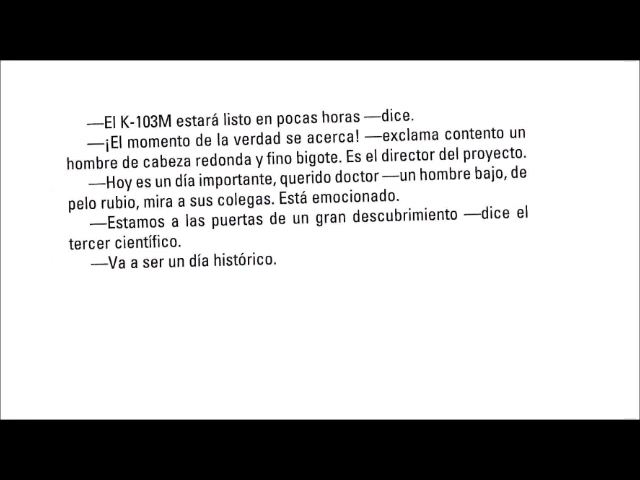 —El K-103M estará listo en pocas horas —dice.
—¡El momento de la verdad se acerca! —exclama contento un
hombre de cabeza redonda y fino bigote. Es el director del proyecto.
—Hoy es un día importante, querido doctor —un hombre bajo, de
pelo rubio, mira a sus colegas. Está emocionado.
—Estamos a las puertas de un gran descubrimiento —dice el
tercer científico.
—Va a ser un día histórico.